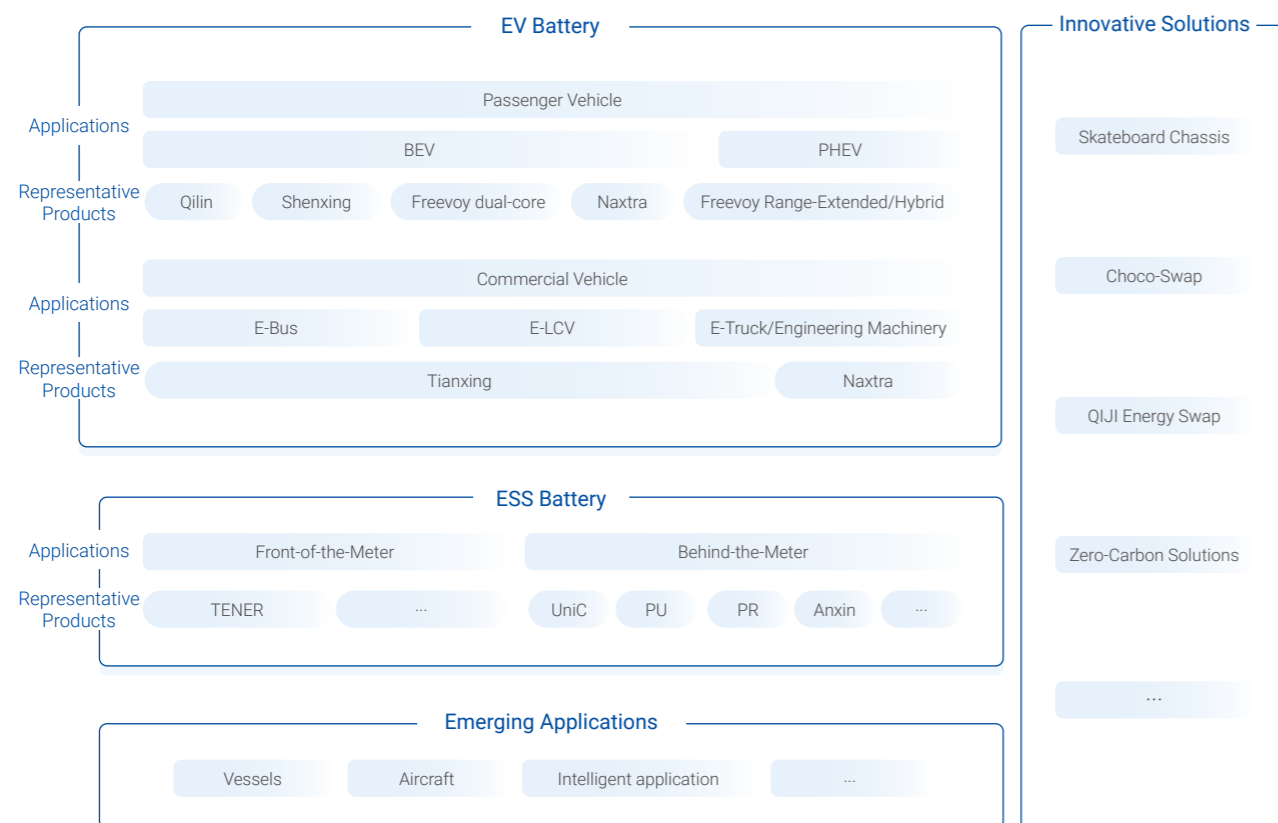 EV Battery
Applications
Passenger Vehicle
BEV
PHEV
Representative
Products
Qilin
Shenxing
Freevoy dual-core
Naxtra
Freevoy Range-Extended/Hybrid
Applications
Commercial Vehicle
E-Bus
E-LCV
E-Truck/Engineering Machinery
Representative
Products
Tianxing
Naxtra
ESS Battery
Applications
Front-of-the-Meter
Behind-the-Meter
Representative
Products
TENER
...
UniC
PU
PR
Anxin
...
Emerging Applications
Vessels
Aircraft
Intelligent application
...
Innovative Solutions
Skateboard Chassis
Choco-Swap
QIJI Energy Swap
Zero-Carbon Solutions
...